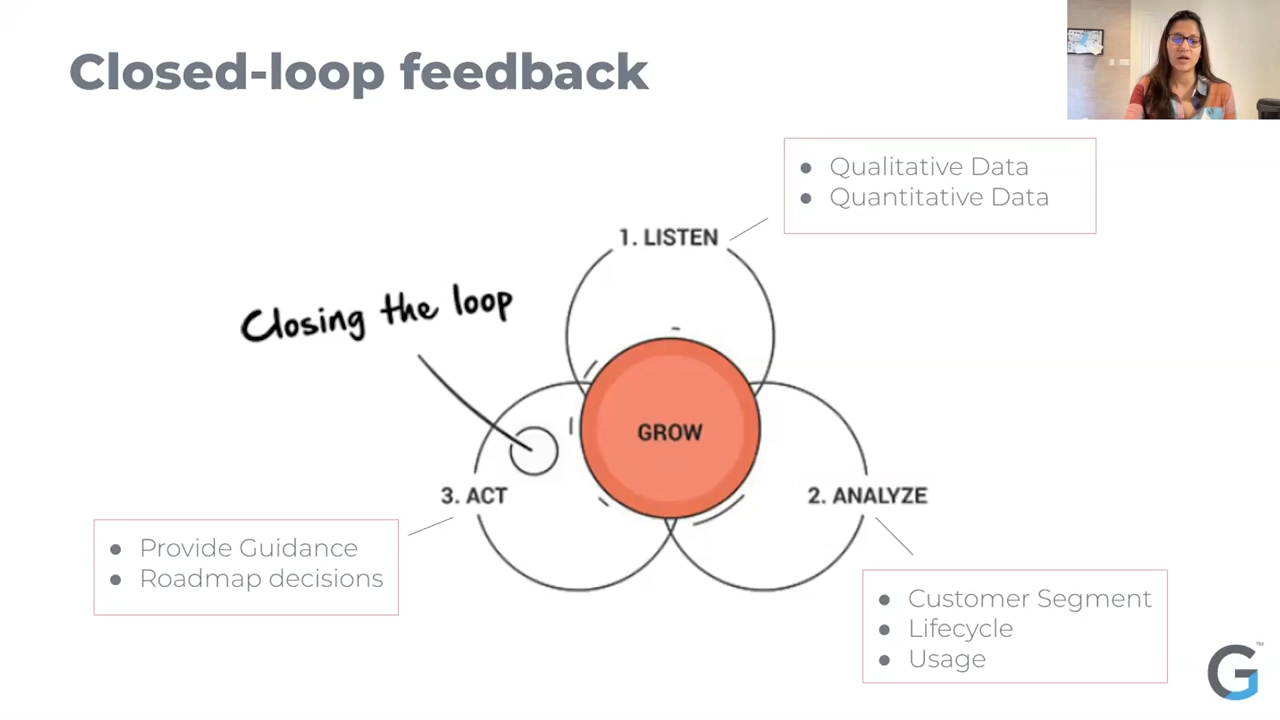 Closed-loop feedback
● Qualitative Data
● Quantitative Data
1. LISTEN
Closing the loop
GROW
3. ACT
2. ANALYZE
● Provide Guidance
● Roadmap decisions
● Customer Segment
● Lifecycle
● Usage
G™